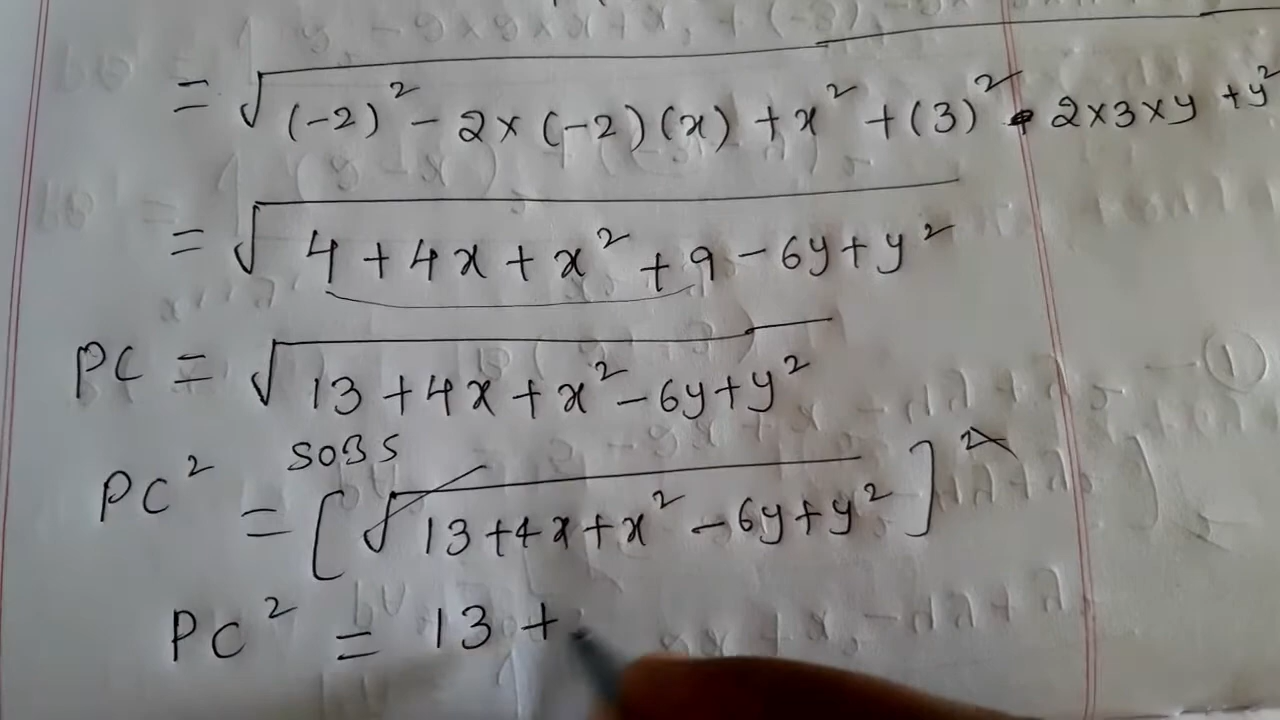 = √(-2)² - 2×(-2)(x) + x² + (3)² - 2×3×y + y²
= √4 + 4x + x² + 9 - 6y + y²
PC = √13 + 4x + x² - 6y + y²
SOBS
PC² = [√13 + 4x + x² - 6y + y²]²
PC² = 13 +